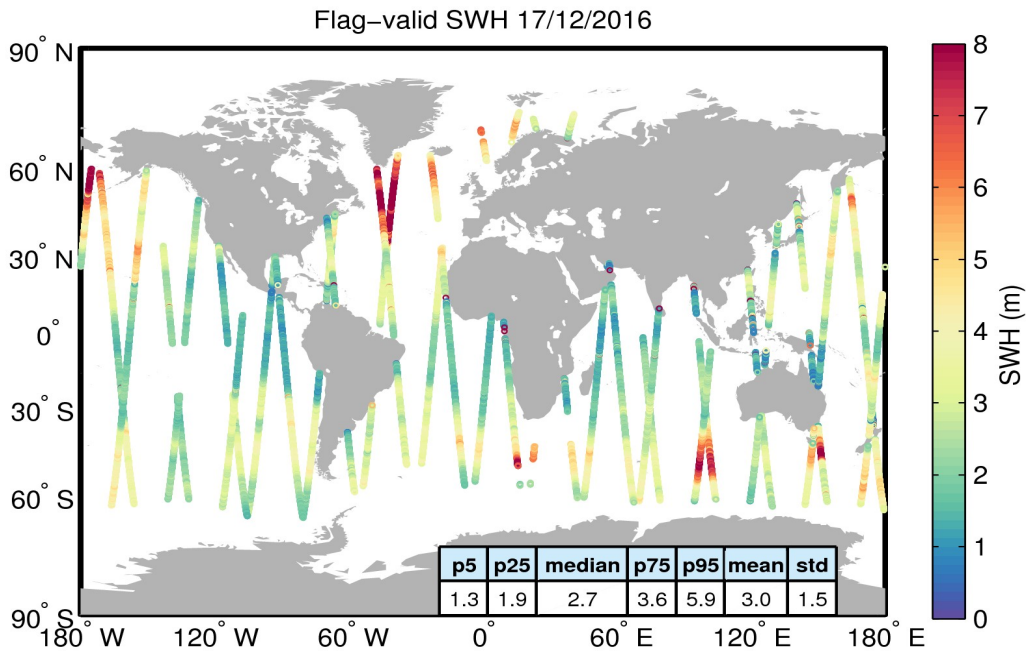 Flag−valid SWH 17/12/2016
90° N
60° N
30° N
0°
30° S
60° S
90° S
180° W
120° W
60° W
0°
60° E
120° E
180° E
p5 p25 median p75 p95 mean std
1.3 1.9 2.7 3.6 5.9 3.0 1.5
8
7
6
5
4
3
2
1
0
SWH (m)